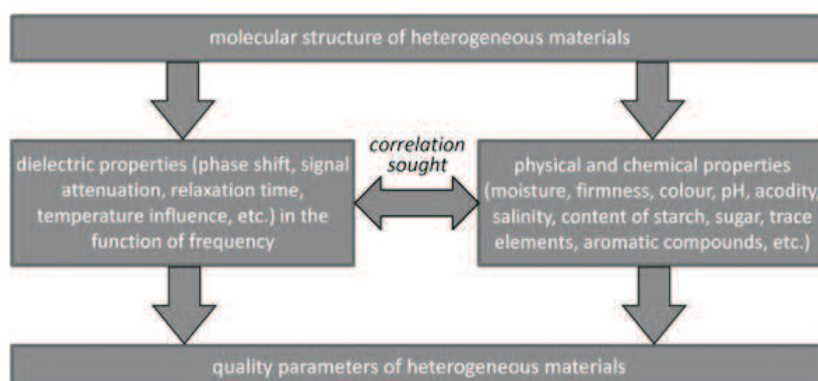 molecular structure of heterogeneous materials
dielectric properties (phase shift, signal
attenuation, relaxation time,
temperature influence, etc.) in the
function of frequency
correlation
sought
physical and chemical properties
(moisture, firmness, colour, pH, acodity,
salinity, content of starch, sugar, trace
elements, aromatic compounds, etc.)
quality parameters of heterogeneous materials